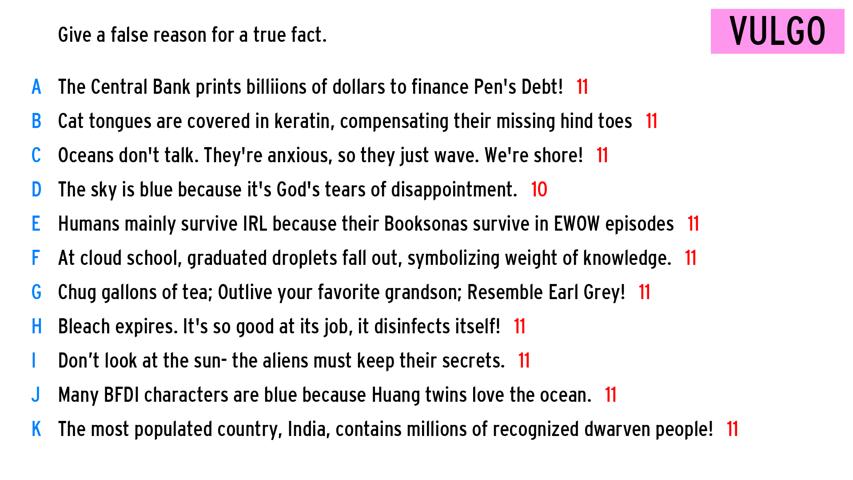 Give a false reason for a true fact.
VULGO
A The Central Bank prints billiions of dollars to finance Pen's Debt! 11
B Cat tongues are covered in keratin, compensating their missing hind toes 11
C Oceans don't talk. They're anxious, so they just wave. We're shore! 11
D The sky is blue because it's God's tears of disappointment. 10
E Humans mainly survive IRL because their Booksonas survive in EWOW episodes 11
F At cloud school, graduated droplets fall out, symbolizing weight of knowledge. 11
G Chug gallons of tea; Outlive your favorite grandson; Resemble Earl Grey! 11
H Bleach expires. It's so good at its job, it disinfects itself! 11
I Don’t look at the sun- the aliens must keep their secrets. 11
J Many BFDI characters are blue because Huang twins love the ocean. 11
K The most populated country, India, contains millions of recognized dwarven people! 11